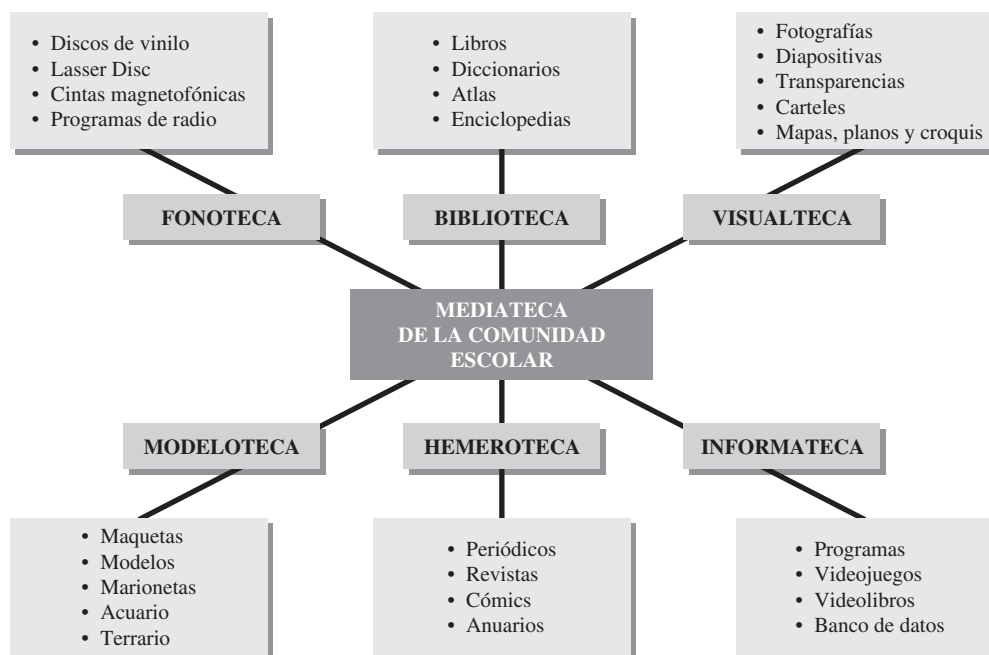 • Discos de vinilo
• Lasser Disc
• Cintas magnetofónicas
• Programas de radio
• Libros
• Diccionarios
• Atlas
• Enciclopedias
• Fotografías
• Diapositivas
• Transparencias
• Carteles
• Mapas, planos y croquis
FONOTECA
BIBLIOTECA
VISUALTECA
MEDIATECA
DE LA COMUNIDAD
ESCOLAR
MODELOTECA
HEMEROTECA
INFORMATECA
• Maquetas
• Modelos
• Marionetas
• Acuario
• Terrario
• Periódicos
• Revistas
• Cómics
• Anuarios
• Programas
• Videojuegos
• Videolibros
• Banco de datos